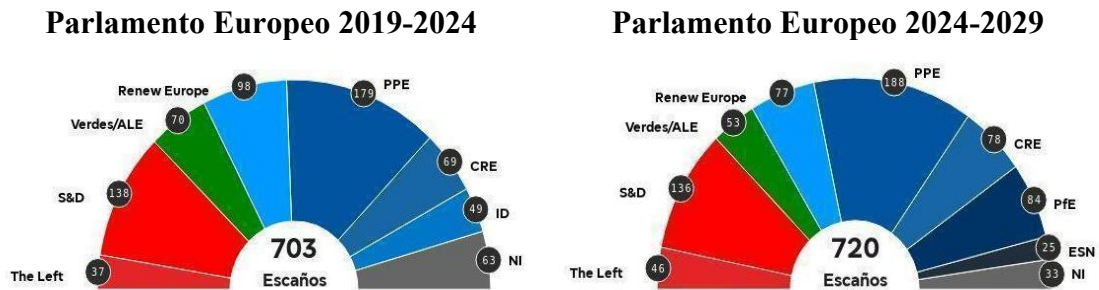 Parlamento Europeo 2019-2024
Renew Europe 98 179 PPE
Verdes/ALE 70
69 CRE
S&D 138
49 ID
703
Escaños
63 NI
The Left 37
Parlamento Europeo 2024-2029
Renew Europe 77 188 PPE
Verdes/ALE 53
78 CRE
S&D 136
84 PfE
720
Escaños
25 ESN
The Left 46
33 NI